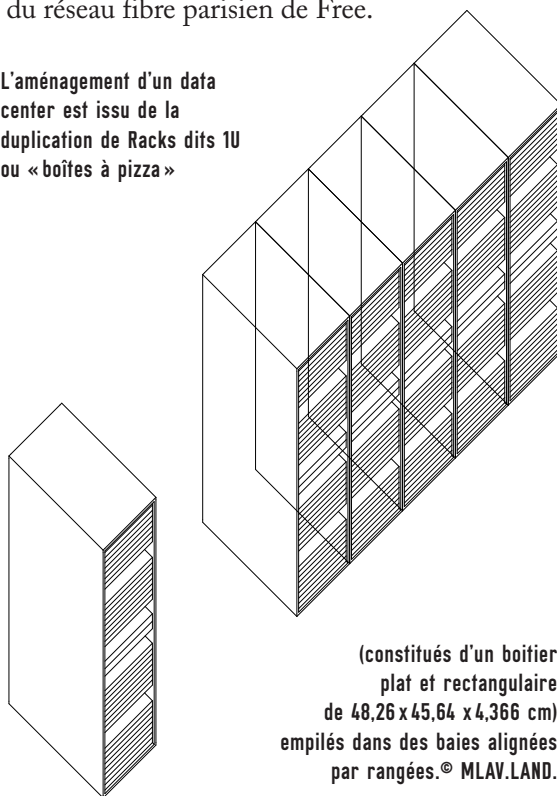 du réseau fibre parisien de Free.
L'aménagement d'un data
center est issu de la
duplication de Racks dits 1U
ou « boîtes à pizza »
(constitués d'un boitier
plat et rectangulaire
de 48,26 x 45,64 x 4,366 cm)
empilés dans des baies alignées
par rangées.© MLAV.LAND.